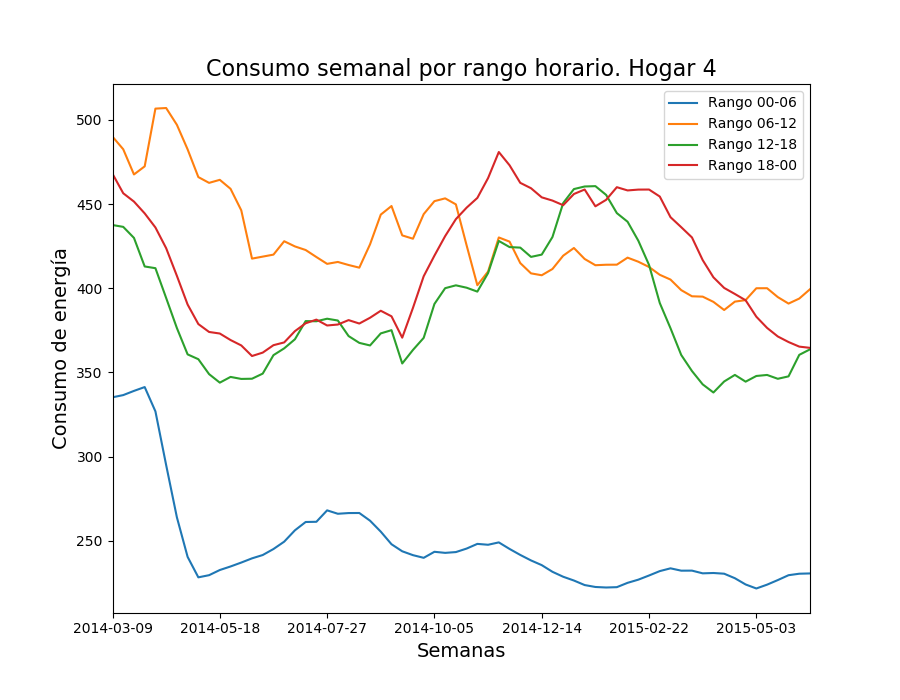 Consumo semanal por rango horario. Hogar 4
Rango 00-06
Rango 06-12
Rango 12-18
Rango 18-00
Consumo de energía
500
450
400
350
300
250
2014-03-09 2014-05-18 2014-07-27 2014-10-05 2014-12-14 2015-02-22 2015-05-03
Semanas